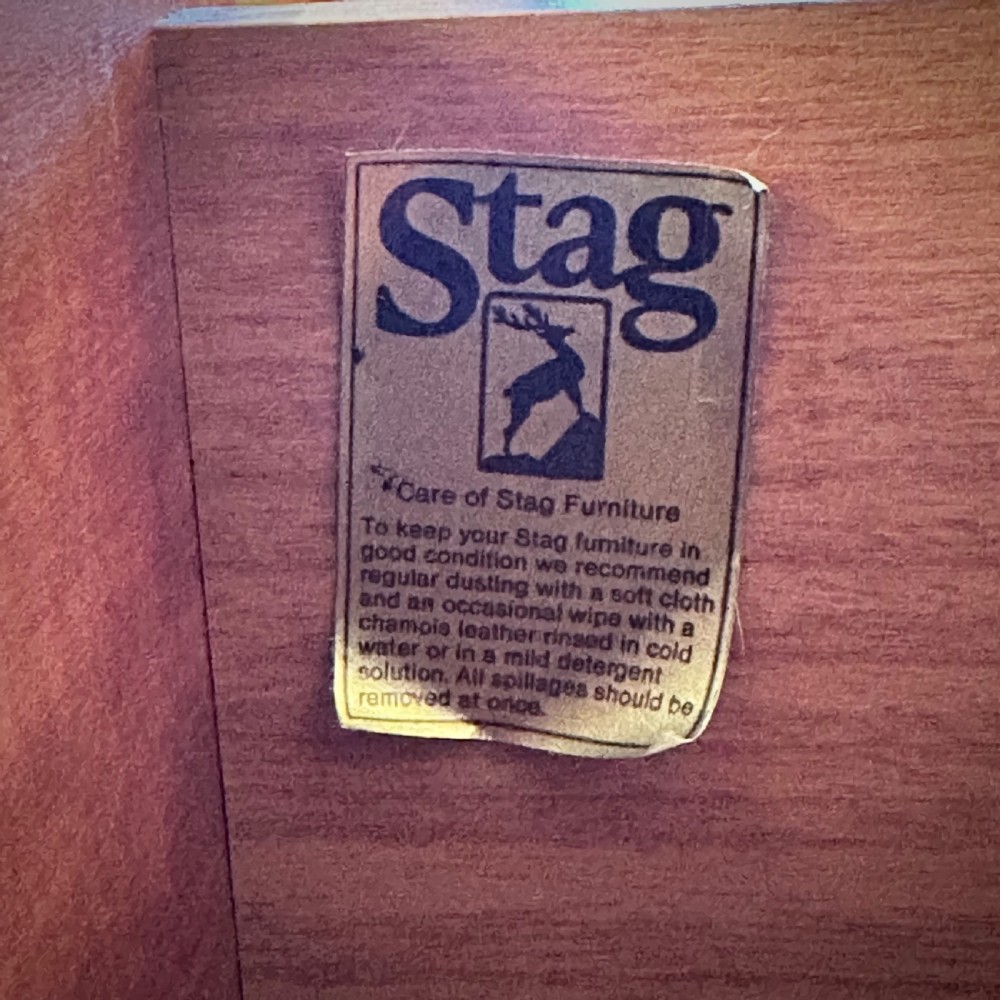 Stag
Care of Stag Furniture
To keep your Stag furniture in
good condition we recommend
regular dusting with a soft cloth
and an occasional wipe with a
chamois leather rinsed in cold
water or in a mild detergent
solution. All spillages should be
removed at once.